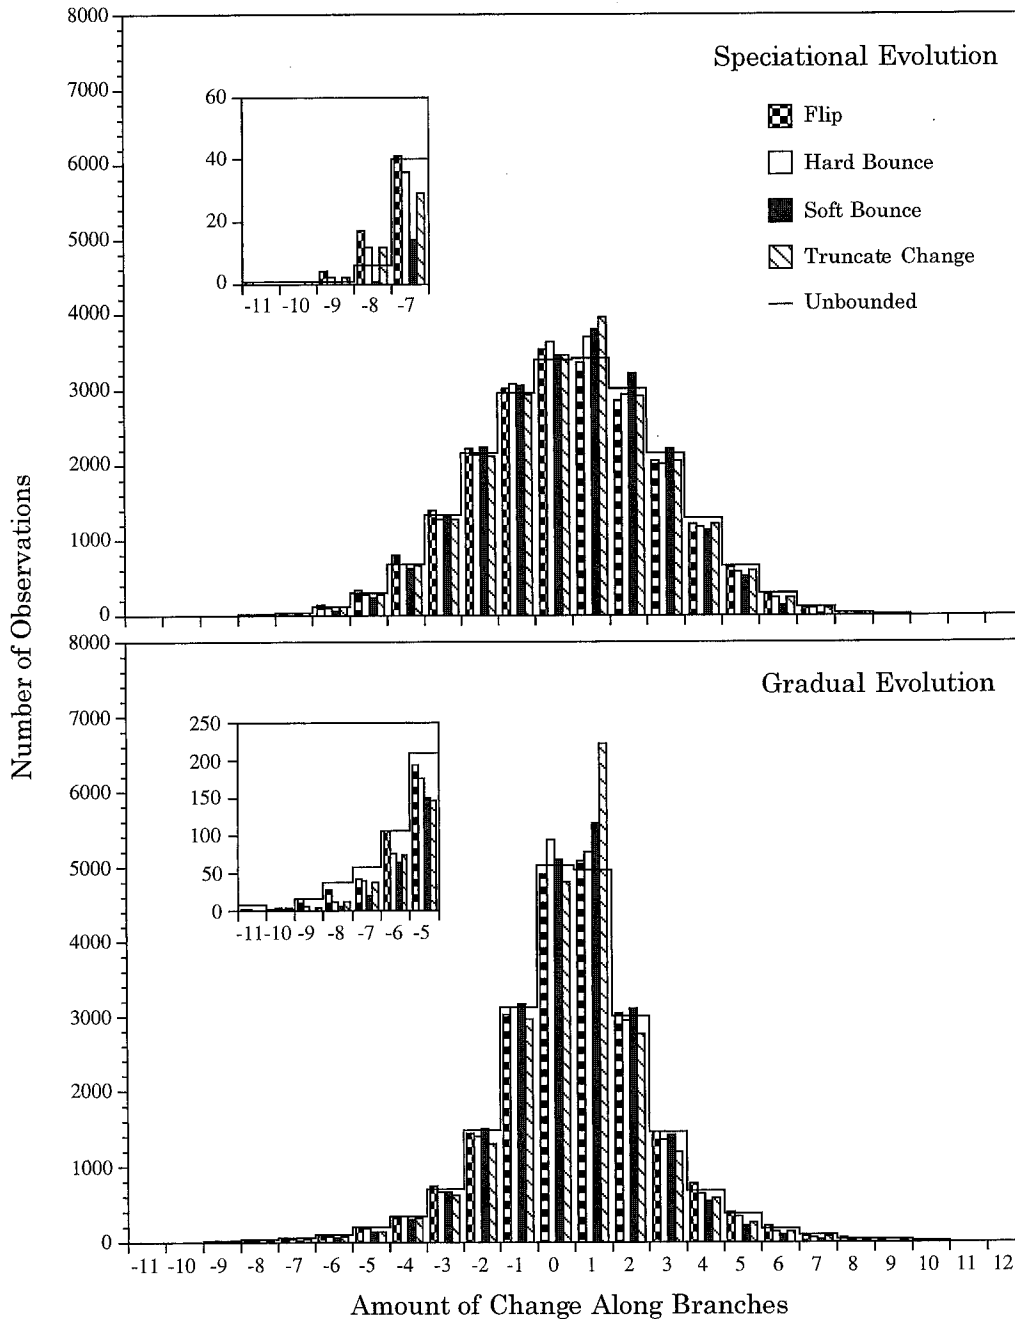 Speciational Evolution
Flip
Hard Bounce
Soft Bounce
Truncate Change
Unbounded
8000
7000
6000
5000
4000
3000
2000
1000
0
60
40
20
0
-11 -10 -9 -8 -7
Number of Observations
Gradual Evolution
8000
7000
6000
5000
4000
3000
2000
1000
0
250
200
150
100
50
0
-11 -10 -9 -8 -7 -6 -5
-11 -10 -9 -8 -7 -6 -5 -4 -3 -2 -1 0 1 2 3 4 5 6 7 8 9 10 11 12
Amount of Change Along Branches